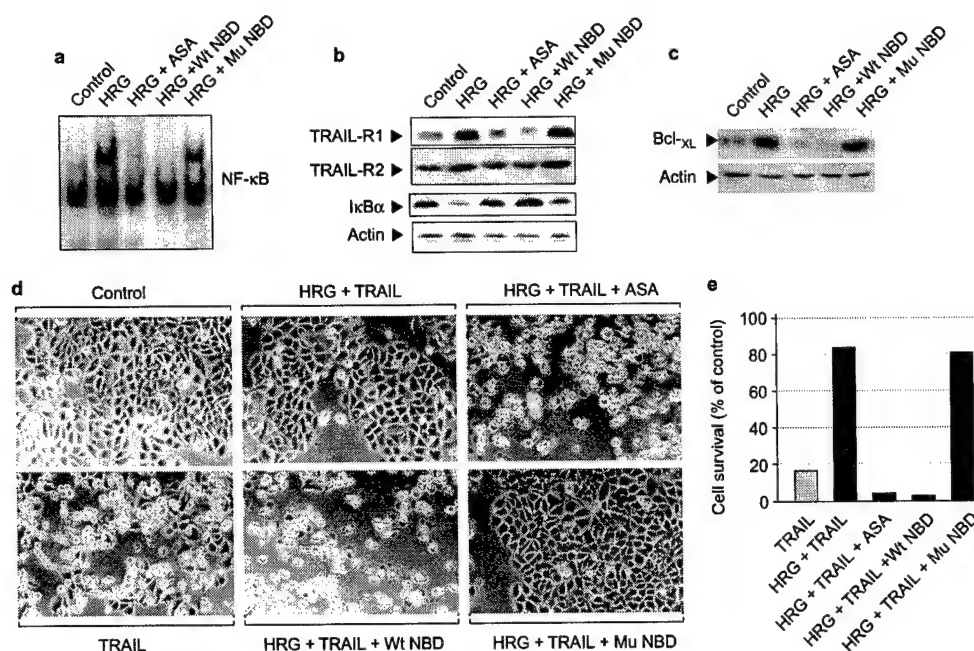 a
Control
HRG
HRG + ASA
HRG +Wt NBD
HRG + Mu NBD
NF-κB
b
Control
HRG
HRG + ASA
HRG +Wt NBD
HRG + Mu NBD
TRAIL-R1
TRAIL-R2
IκBα
Actin
c
Control
HRG
HRG + ASA
HRG +Wt NBD
HRG + Mu NBD
Bcl-XL
Actin
d
Control
HRG + TRAIL
HRG + TRAIL + ASA
TRAIL
HRG + TRAIL + Wt NBD
HRG + TRAIL + Mu NBD
e
Cell survival (% of control)
100
80
60
40
20
0
TRAIL
HRG + TRAIL
HRG + TRAIL + ASA
HRG + TRAIL +Wt NBD
HRG + TRAIL + Mu NBD